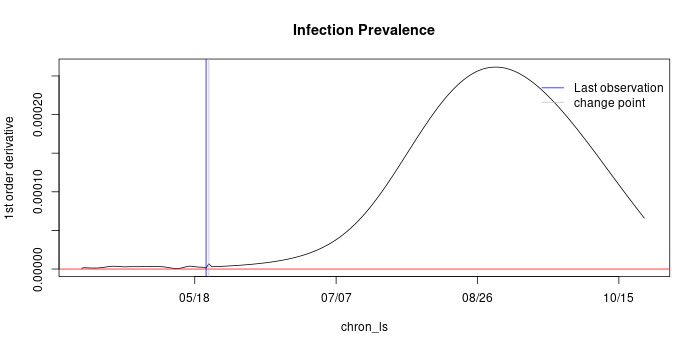 Infection Prevalence
1st order derivative
0.00020
0.00010
0.00000
Last observation
change point
05/18
07/07
08/26
10/15
chron_ls